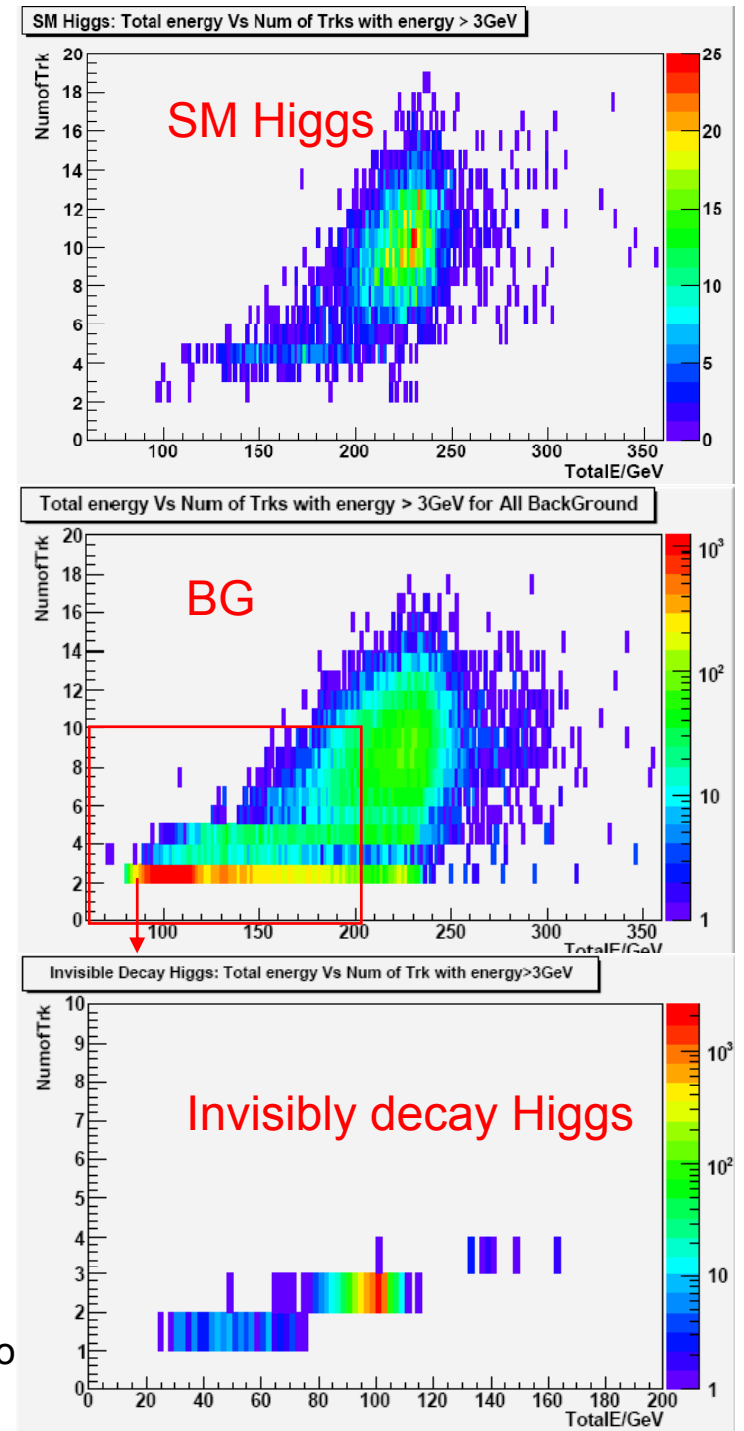 SM Higgs: Total energy Vs Num of Trks with energy > 3GeV
NumofTrk
20
18
16
14
12
10
8
6
4
2
0
SM Higgs
26
20
15
10
5
0
100 150 200 250 300 350
TotalE/GeV
Total energy Vs Num of Trks with energy > 3GeV for All BackGround
NumofTrk
20
18
16
14
12
10
8
6
4
2
0
BG
10³
10²
10
1
100 150 200 250 300 350
TotalE/GeV
Invisible Decay Higgs: Total energy Vs Num of Trk with energy>3GeV
NumofTrk
10
9
8
7
6
5
4
3
2
1
0
Invisibly decay Higgs
10³
10²
10
1
0 20 40 60 80 100 120 140 160 180 200
TotalE/GeV
o